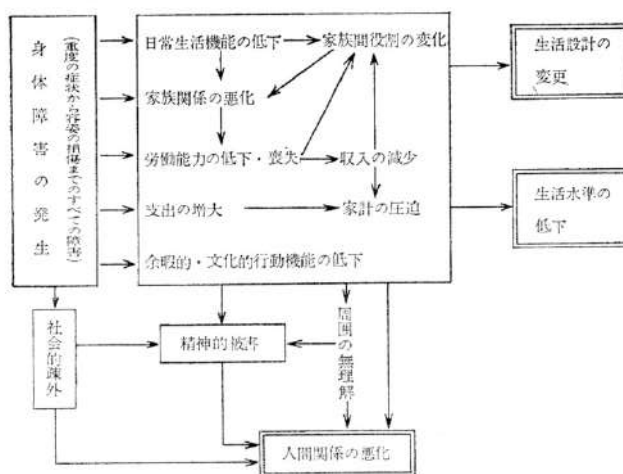 身体障害の発生
(重度の症状から容姿の損傷までのすべての障害)
日常生活機能の低下
家族間役割の変化
家族関係の悪化
労働能力の低下・喪失
収入の減少
支出の増大
家計の圧迫
余暇的・文化的行動機能の低下
生活設計の
変更
生活水準の
低下
社会的疎外
精神的被害
周囲の無理解
人間関係の悪化